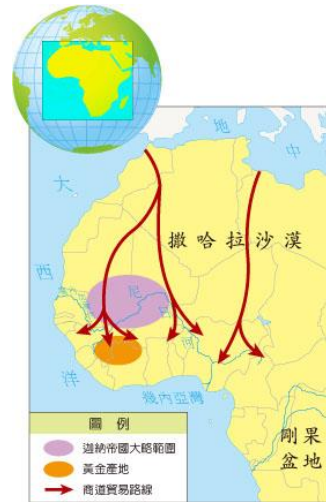 地中
大西洋
撒哈拉沙漠
尼日河
幾內亞灣
剛果
盆地
圖例
迦納帝國大略範圍
黃金產地
商道貿易路線